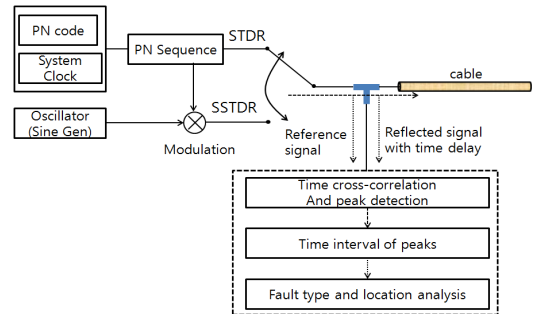 PN code
System
Clock
PN Sequence
STDR
Oscillator
(Sine Gen)
SSTDR
Modulation
cable
Reference
signal
Reflected signal
with time delay
Time cross-correlation
And peak detection
Time interval of peaks
Fault type and location analysis